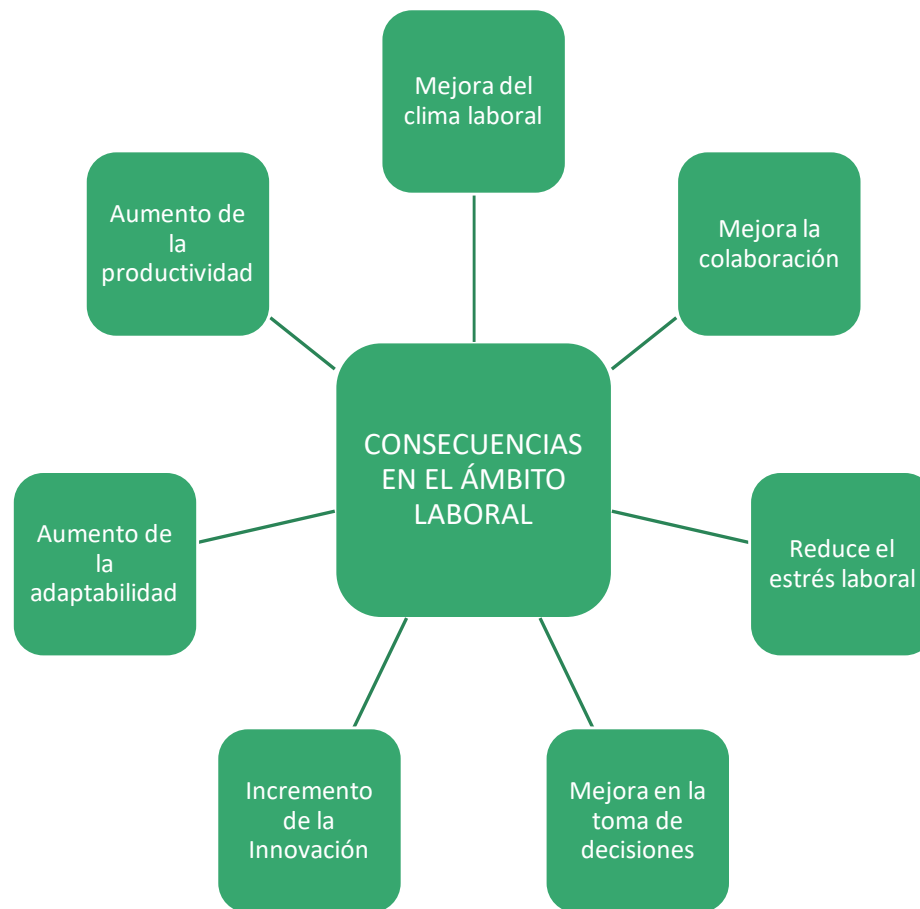 Mejora del
clima laboral
Aumento de
la
productividad
Mejora la
colaboración
CONSECUENCIAS
EN EL ÁMBITO
LABORAL
Aumento de
la
adaptabilidad
Reduce el
estrés laboral
Incremento
de la
Innovación
Mejora en la
toma de
decisiones